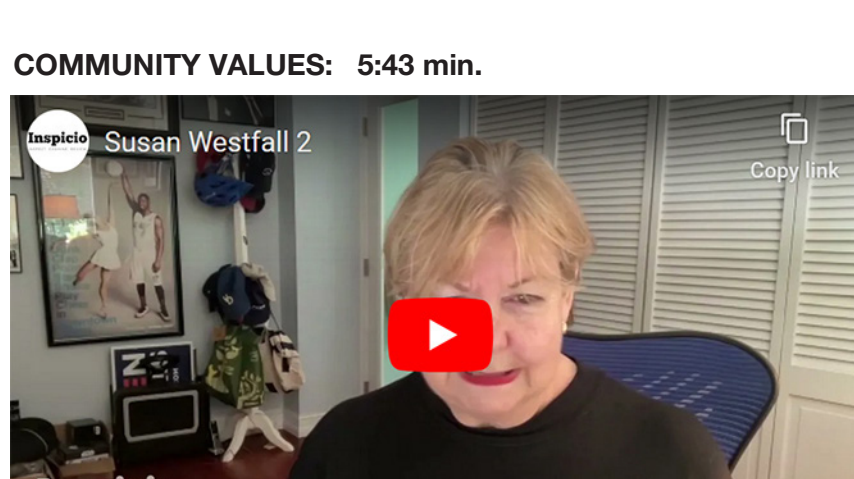 COMMUNITY VALUES: 5:43 min.
Inspicio
Susan Westfall 2
Copy link